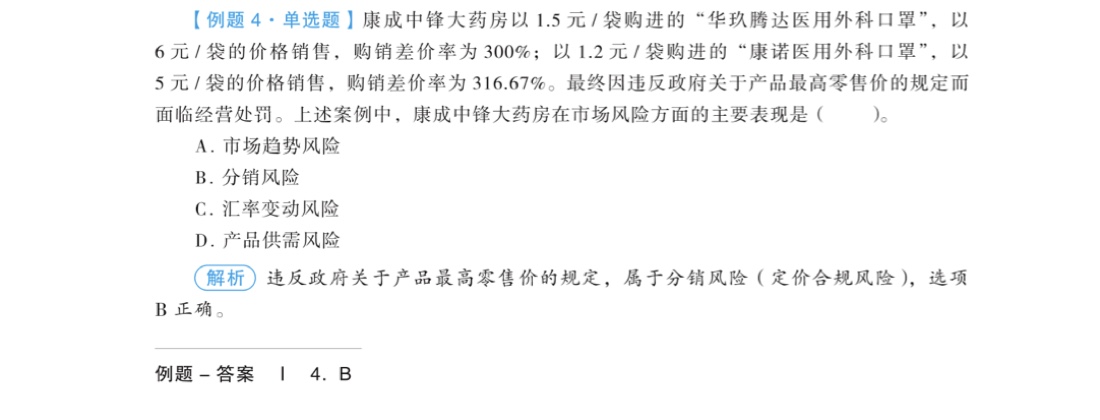 【例题 4·单选题】康成中锋大药房以 1.5 元 / 袋购进的“华玖腾达医用外科口罩”，以
6 元 / 袋的价格销售，购销差价率为 300%；以 1.2 元 / 袋购进的“康诺医用外科口罩”，以
5 元 / 袋的价格销售，购销差价率为 316.67%。最终因违反政府关于产品最高零售价的规定而
面临经营处罚。上述案例中，康成中锋大药房在市场风险方面的主要表现是（　　）。
A. 市场趋势风险
B. 分销风险
C. 汇率变动风险
D. 产品供需风险
解析 违反政府关于产品最高零售价的规定，属于分销风险（定价合规风险），选项
B 正确。
例题 – 答案 | 4. B